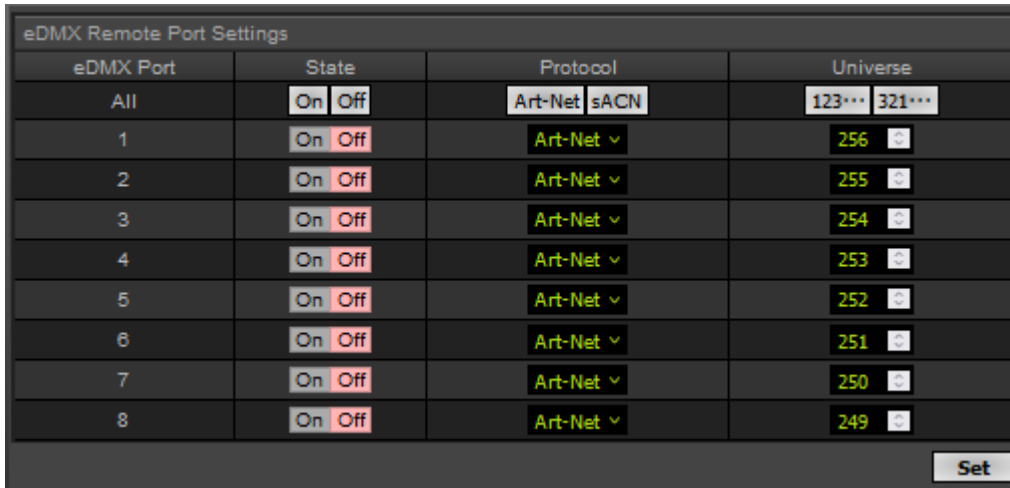 eDMX Remote Port Settings
eDMX Port State Protocol Universe
All On Off Art-Net sACN 123··· 321···
1 On Off Art-Net 256
2 On Off Art-Net 255
3 On Off Art-Net 254
4 On Off Art-Net 253
5 On Off Art-Net 252
6 On Off Art-Net 251
7 On Off Art-Net 250
8 On Off Art-Net 249
Set